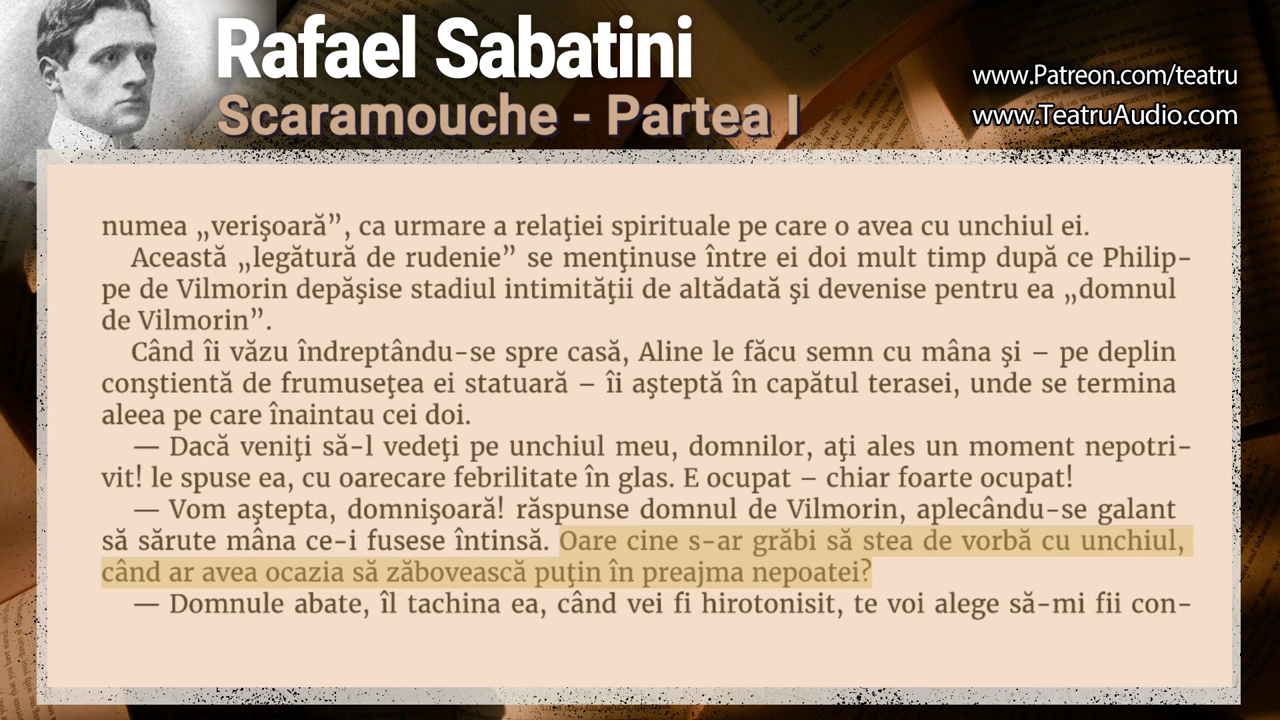 Rafael Sabatini
Scaramouche - Partea I
www.Patreon.com/teatru
www.TeatruAudio.com
numea „verişoară”, ca urmare a relaţiei spirituale pe care o avea cu unchiul ei.
Această „legătură de rudenie” se menţinuse între ei doi mult timp după ce Philip-
pe de Vilmorin depăşise stadiul intimităţii de altădată şi devenise pentru ea „domnul
de Vilmorin”.
Când îi văzu îndreptându-se spre casă, Aline le făcu semn cu mâna şi – pe deplin
conştientă de frumuseţea ei statuară – îi aşteptă în capătul terasei, unde se termina
aleea pe care înaintau cei doi.
— Dacă veniţi să-l vedeţi pe unchiul meu, domnilor, aţi ales un moment nepotri-
vit! le spuse ea, cu oarecare febrilitate în glas. E ocupat – chiar foarte ocupat!
— Vom aştepta, domnişoară! răspunse domnul de Vilmorin, aplecându-se galant
să sărute mâna ce-i fusese întinsă. Oare cine s-ar grăbi să stea de vorbă cu unchiul,
când ar avea ocazia să zăbovească puţin în preajma nepoatei?
— Domnule abate, îl tachina ea, când vei fi hirotonisit, te voi alege să-mi fii con-